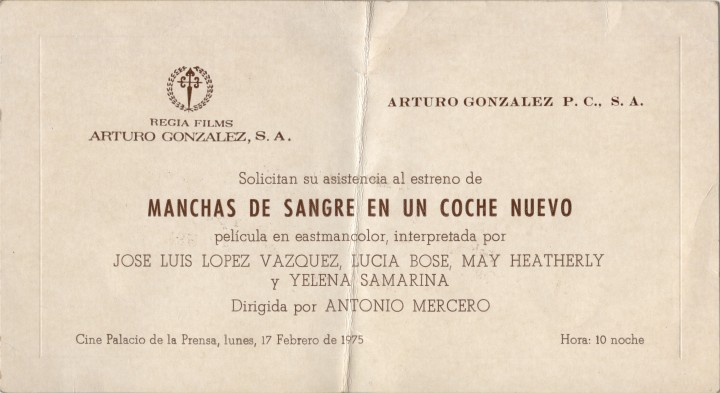 REGIA FILMS
ARTURO GONZALEZ, S. A.
ARTURO GONZALEZ P. C., S. A.
Solicitan su asistencia al estreno de
MANCHAS DE SANGRE EN UN COCHE NUEVO
película en eastmancolor, interpretada por
JOSE LUIS LOPEZ VAZQUEZ, LUCIA BOSE, MAY HEATHERLY
y YELENA SAMARINA
Dirigida por ANTONIO MERCERO
Cine Palacio de la Prensa, lunes, 17 Febrero de 1975
Hora: 10 noche